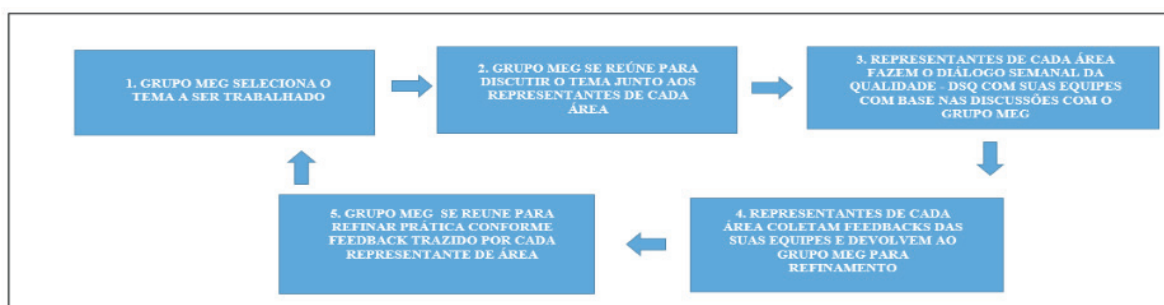 1. GRUPO MEG SELECIONA O
TEMA A SER TRABALHADO
2. GRUPO MEG SE REÚNE PARA
DISCUTIR O TEMA JUNTO AOS
REPRESENTANTES DE CADA
ÁREA
3. REPRESENTANTES DE CADA ÁREA
FAZEM O DIÁLOGO SEMANAL DA
QUALIDADE - DSQ COM SUAS EQUIPES
COM BASE NAS DISCUSSÕES COM O
GRUPO MEG
4. REPRESENTANTES DE CADA
ÁREA COLETAM FEEDBACKS DAS
SUAS EQUIPES E DEVOLVEM AO
GRUPO MEG PARA
REFINAMENTO
5. GRUPO MEG SE REUNE PARA
REFINAR PRÁTICA CONFORME
FEEDBACK TRAZIDO POR CADA
REPRESENTANTE DE ÁREA